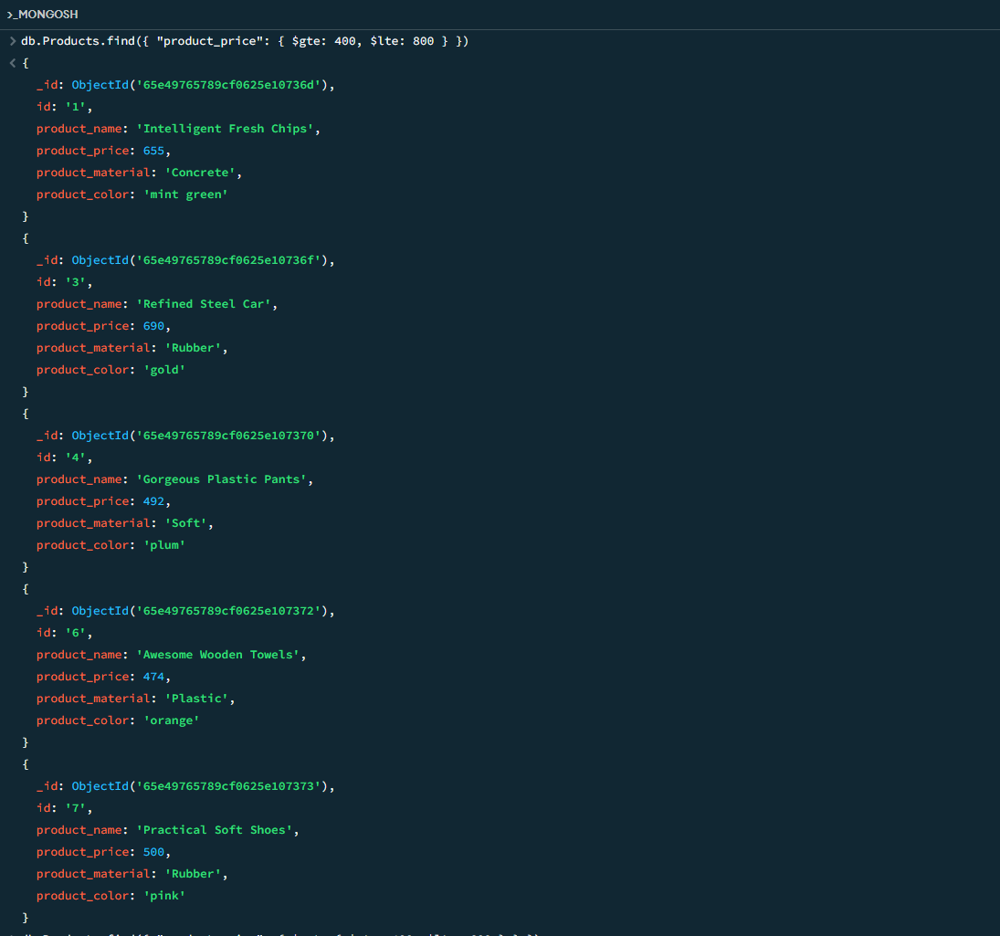 >_MONGOSH
> db.Products.find({ "product_price": { $gte: 400, $lte: 800 } })
< {
_id: ObjectId('65e49765789cf0625e10736d'),
id: '1',
product_name: 'Intelligent Fresh Chips',
product_price: 655,
product_material: 'Concrete',
product_color: 'mint green'
}
{
_id: ObjectId('65e49765789cf0625e10736f'),
id: '3',
product_name: 'Refined Steel Car',
product_price: 690,
product_material: 'Rubber',
product_color: 'gold'
}
{
_id: ObjectId('65e49765789cf0625e107370'),
id: '4',
product_name: 'Gorgeous Plastic Pants',
product_price: 492,
product_material: 'Soft',
product_color: 'plum'
}
{
_id: ObjectId('65e49765789cf0625e107372'),
id: '6',
product_name: 'Awesome Wooden Towels',
product_price: 474,
product_material: 'Plastic',
product_color: 'orange'
}
{
_id: ObjectId('65e49765789cf0625e107373'),
id: '7',
product_name: 'Practical Soft Shoes',
product_price: 500,
product_material: 'Rubber',
product_color: 'pink'
}